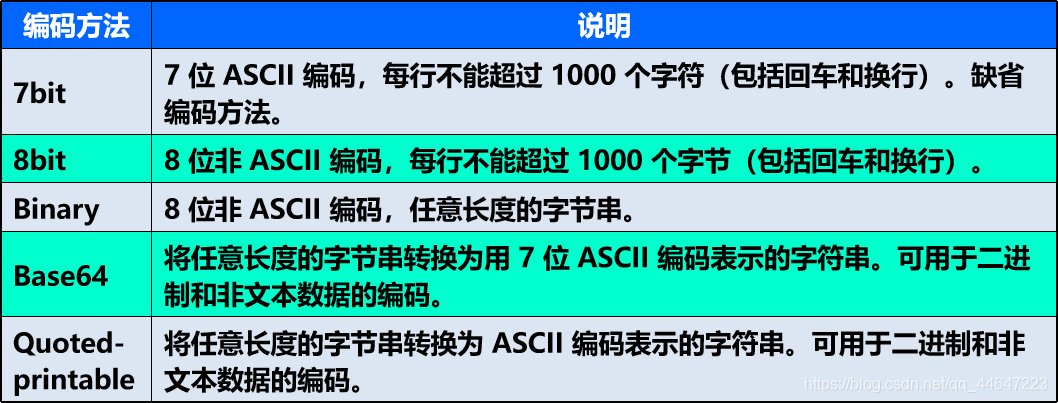 编码方法 说明
7bit
7 位 ASCII 编码，每行不能超过 1000 个字符（包括回车和换行）。缺省
编码方法。
8bit
8 位非 ASCII 编码，每行不能超过 1000 个字节（包括回车和换行）。
Binary
8 位非 ASCII 编码，任意长度的字节串。
Base64
将任意长度的字节串转换为用 7 位 ASCII 编码表示的字符串。可用于二进
制和非文本数据的编码。
Quoted-
printable
将任意长度的字节串转换为 ASCII 编码表示的字符串。可用于二进制和非
文本数据的编码。
https://blog.csdn.net/qq_44647223